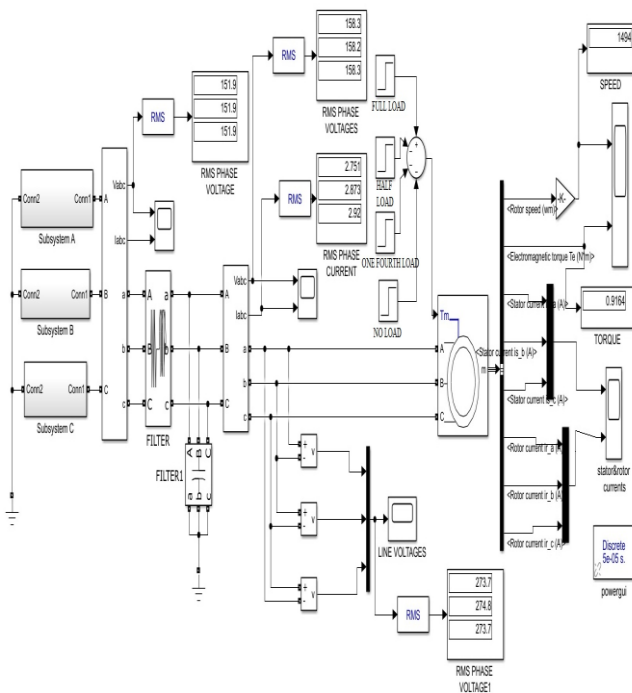 158.3
158.2
158.3
RMS
RMS PHASE
VOLTAGES
151.9
151.9
151.9
RMS
RMS PHASE
VOLTAGE
FULL LOAD
1494
SPEED
2.751
2.873
2.92
RMS
RMS PHASE
CURRENT
HALF
LOAD
ONE FOURTH LOAD
NO LOAD
Conn2
Conn1
Subsystem A
Conn2
Conn1
Subsystem B
Conn2
Conn1
Subsystem C
Vabc
Iabc
A
B
C
a
b
c
A
B
C
a
b
c
FILTER
A
B
C
a
b
c
FILTER1
Vabc
Iabc
A
B
C
a
b
c
Tm
A
B
C
m
-K-
<Rotor speed (wm)>
<Electromagnetic torque Te (N*m)>
<Stator current is_b (A)>
<Rotor current ir_a (A)>
<Rotor current ir_b (A)>
<Rotor current ir_c (A)>
0.9164
TORQUE
stator&rotor
currents
+
-
v
+
-
v
+
-
v
LINE VOLTAGES
RMS
273.7
274.8
273.7
RMS PHASE
VOLTAGE1
Discrete
5e-05 s.
powergui